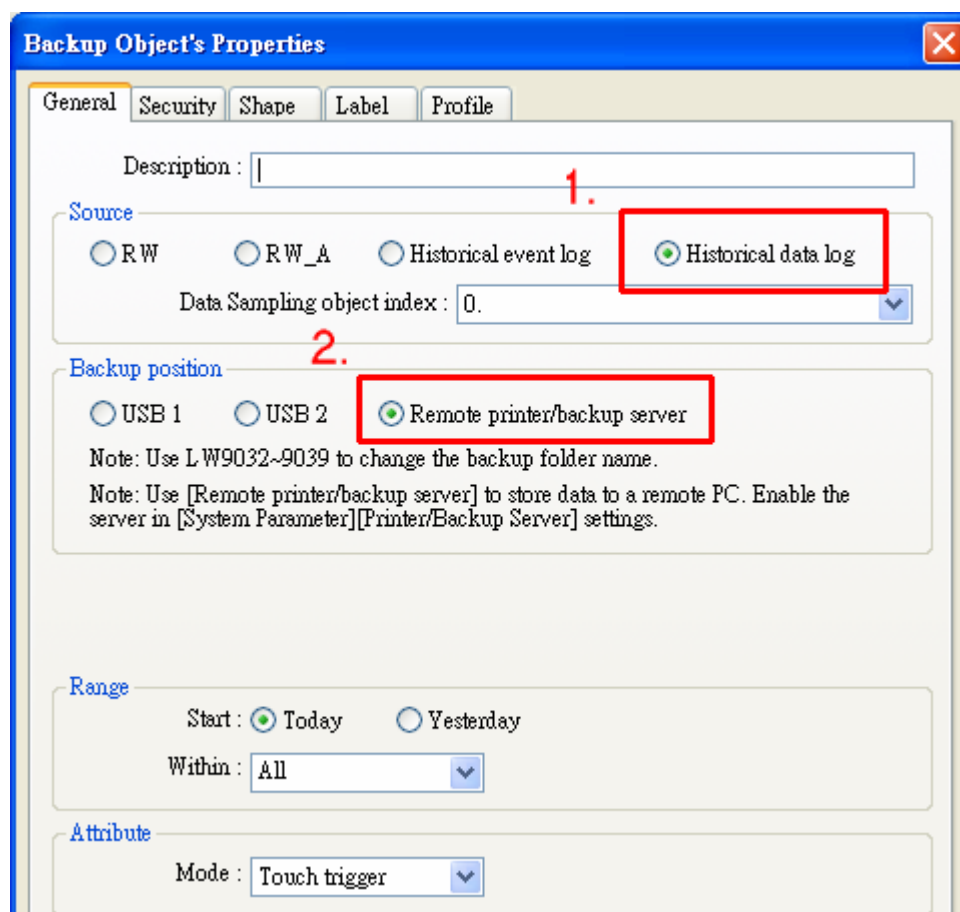 Backup Object's Properties
General Security Shape Label Profile
Description :
1.
Source
RW RW_A Historical event log Historical data log
Data Sampling object index : 0.
2.
Backup position
USB 1 USB 2 Remote printer/backup server
Note: Use LW9032~9039 to change the backup folder name.
Note: Use [Remote printer/backup server] to store data to a remote PC. Enable the
server in [System Parameter][Printer/Backup Server] settings.
Range
Start : Today Yesterday
Within : All
Attribute
Mode : Touch trigger